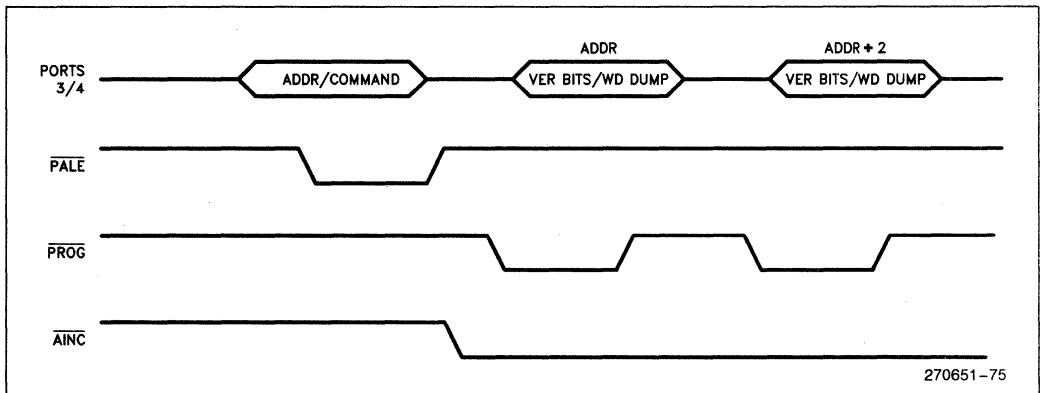 ADDR
ADDR + 2
PORTS
3/4
ADDR/COMMAND
VER BITS/WD DUMP
VER BITS/WD DUMP
PALE
PROG
AINC
270651-75